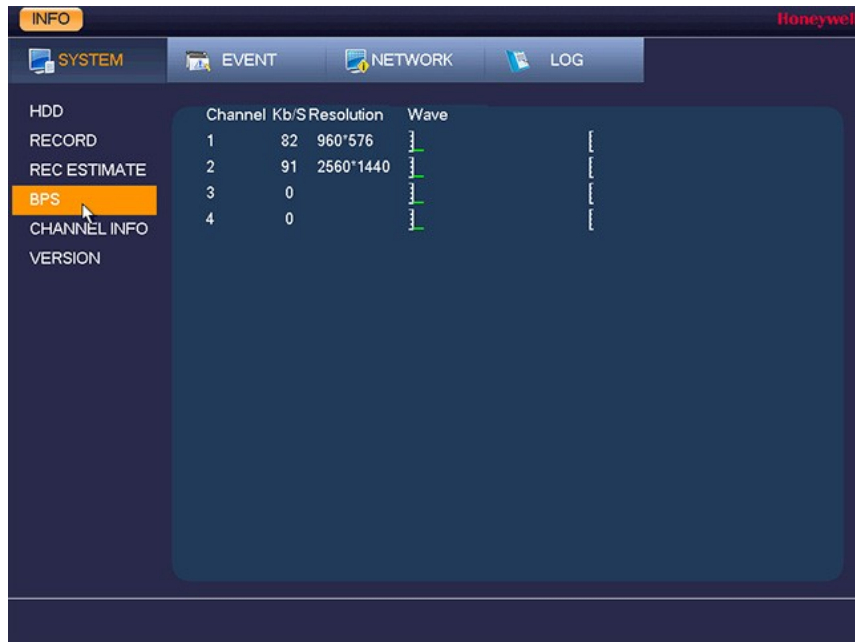 INFO
Honeywell
SYSTEM EVENT NETWORK LOG
HDD
RECORD
REC ESTIMATE
BPS
CHANNEL INFO
VERSION
Channel Kb/S Resolution Wave
1 82 960*576
2 91 2560*1440
3 0
4 0